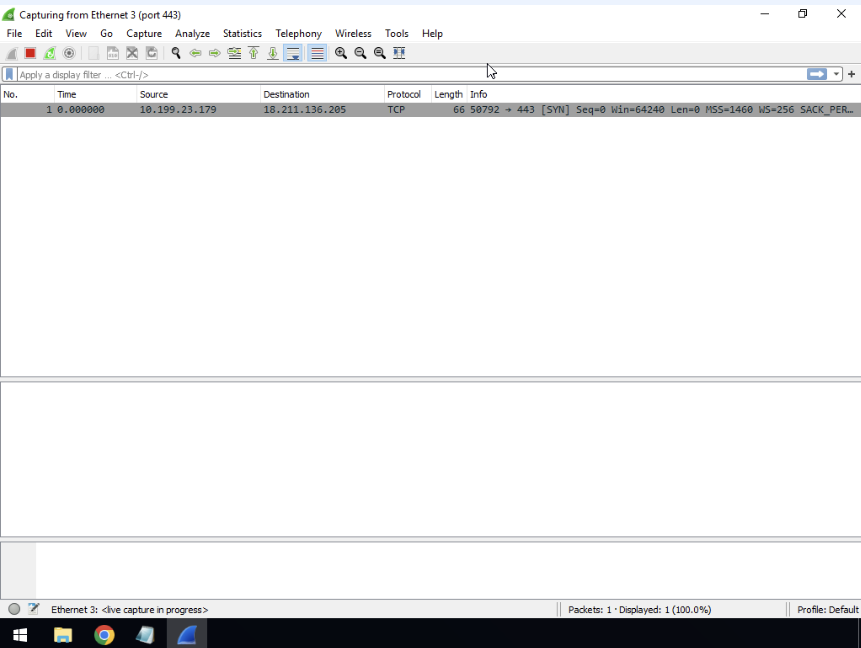 Capturing from Ethernet 3 (port 443)
File Edit View Go Capture Analyze Statistics Telephony Wireless Tools Help
Apply a display filter ... <Ctrl-/>
No. Time Source Destination Protocol Length Info
1 0.000000 10.199.23.179 18.211.136.205 TCP 66 50792 → 443 [SYN] Seq=0 Win=64240 Len=0 MSS=1460 WS=256 SACK_PER…
Ethernet 3: <live capture in progress>
Packets: 1 · Displayed: 1 (100.0%)
Profile: Default